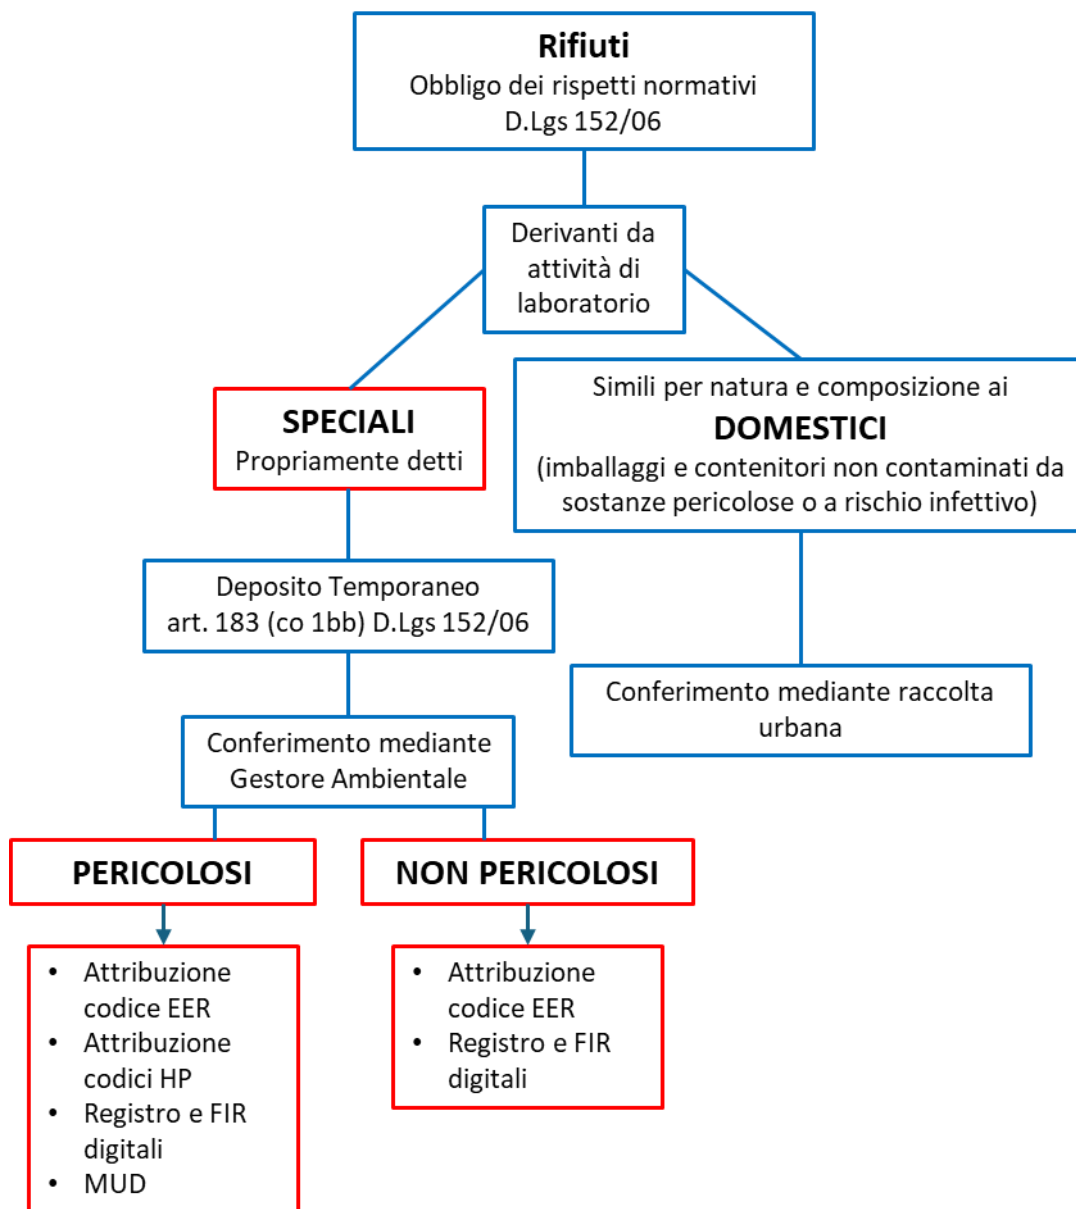 Rifiuti
Obbligo dei rispetti normativi
D.Lgs 152/06
Derivanti da
attività di
laboratorio
SPECIALI
Propriamente detti
Simili per natura e composizione ai
DOMESTICI
(imballaggi e contenitori non contaminati da
sostanze pericolose o a rischio infettivo)
Deposito Temporaneo
art. 183 (co 1bb) D.Lgs 152/06
Conferimento mediante raccolta
urbana
Conferimento mediante
Gestore Ambientale
PERICOLOSI
NON PERICOLOSI
• Attribuzione
codice EER
• Attribuzione
codici HP
• Registro e FIR
digitali
• MUD
• Attribuzione
codice EER
• Registro e FIR
digitali